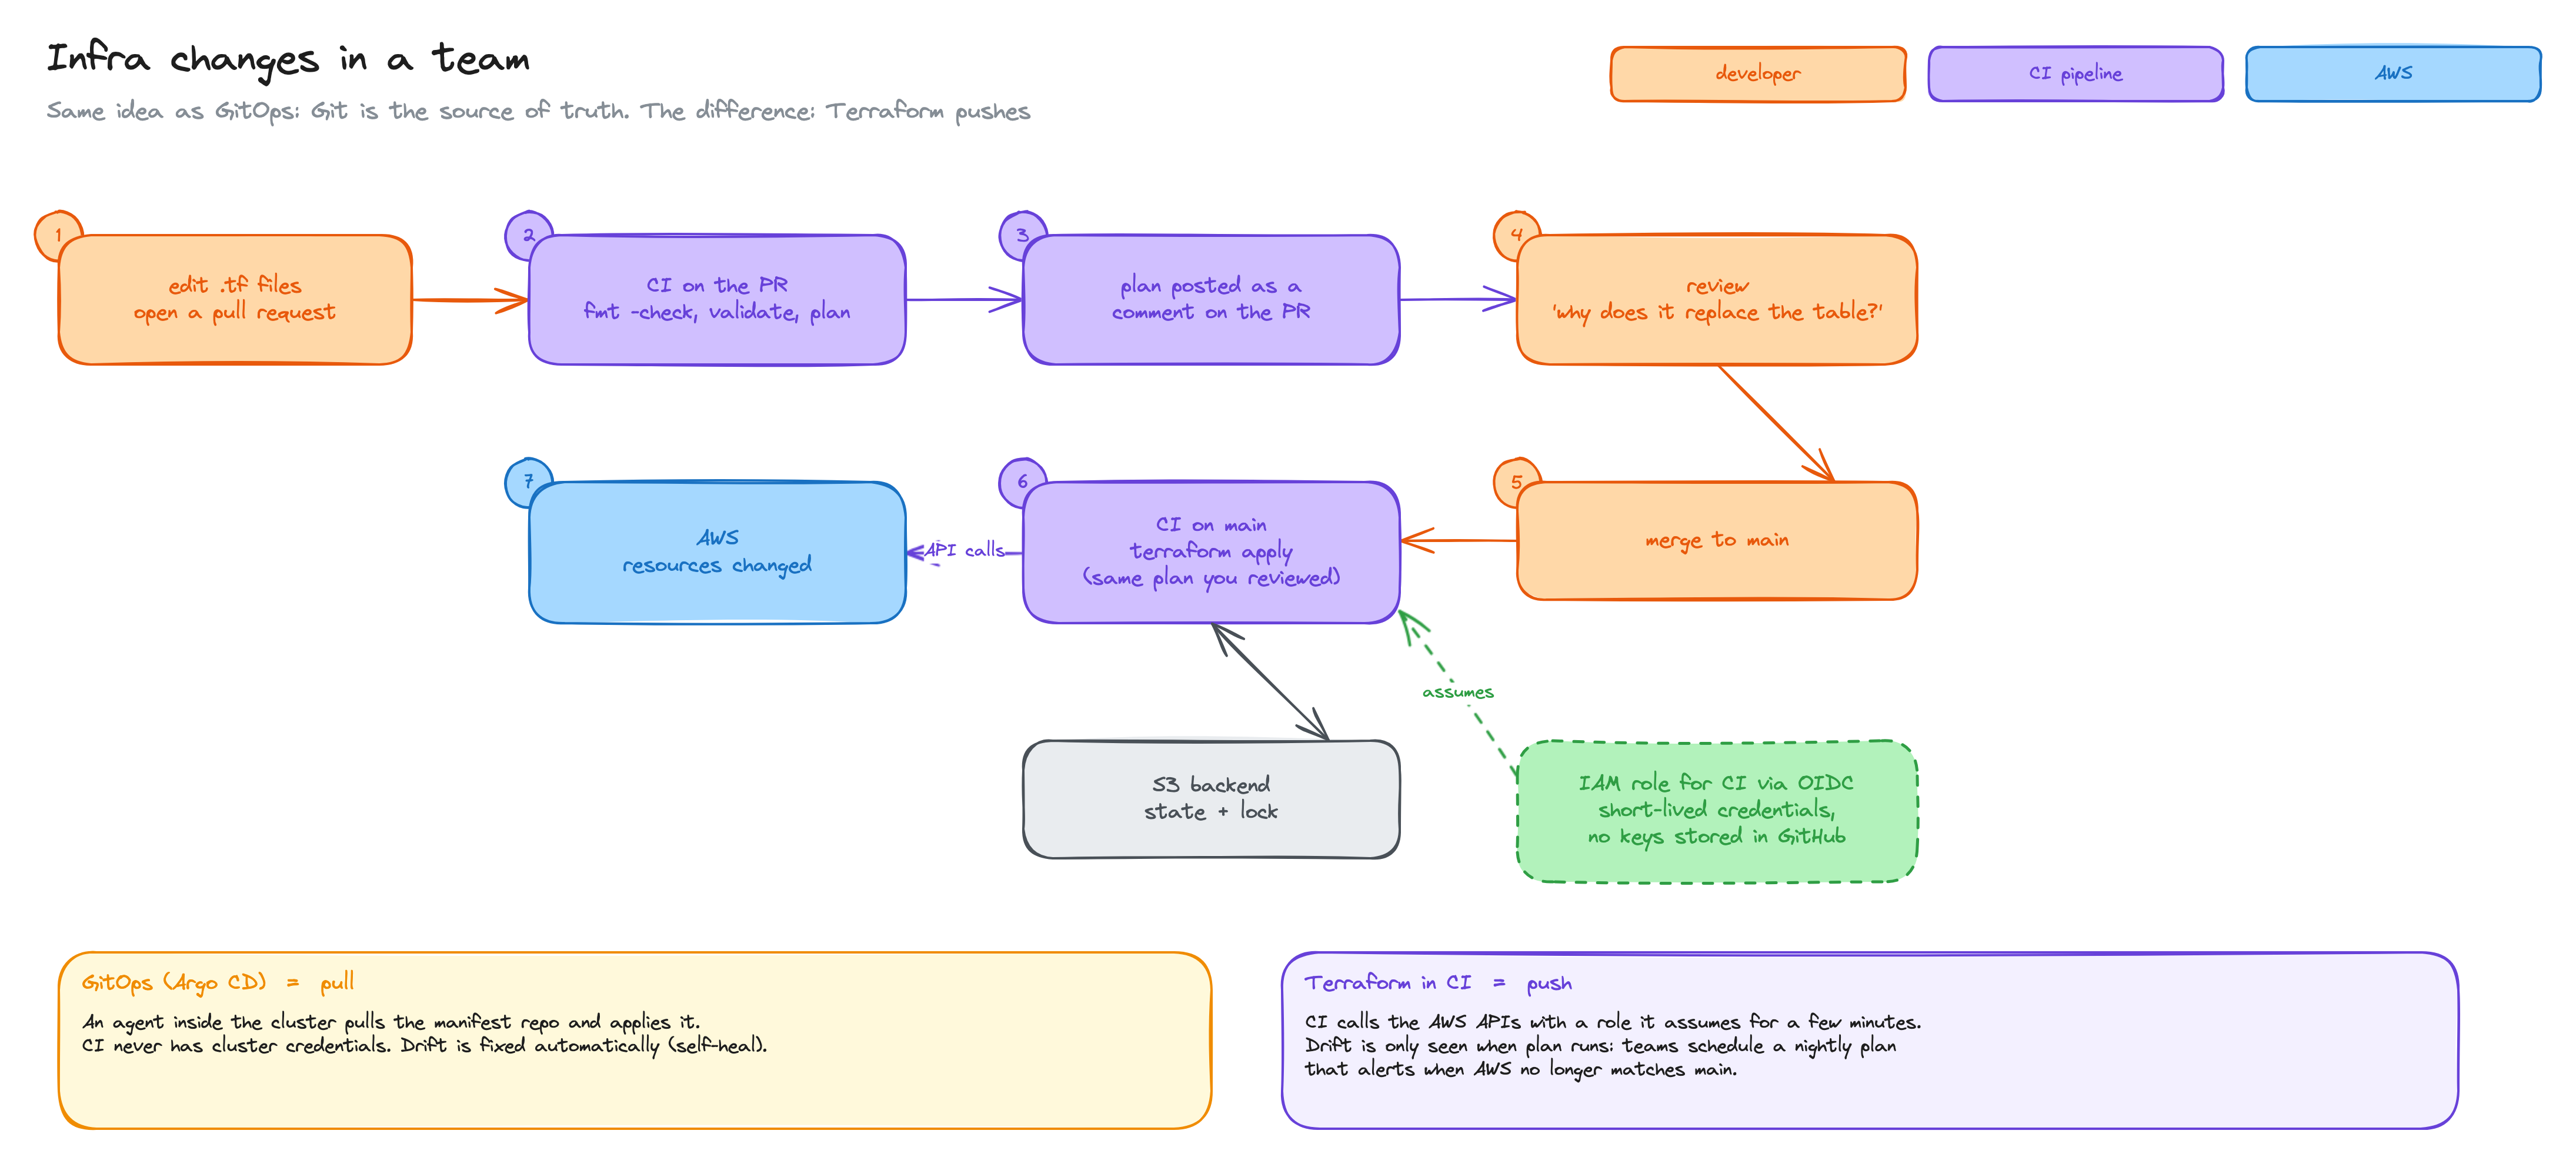 Infra changes in a team
Same idea as GitOps: Git is the source of truth. The difference: Terraform pushes
developer
CI pipeline
AWS
1
edit .tf files
open a pull request
2
CI on the PR
fmt -check, validate, plan
3
plan posted as a
comment on the PR
4
review
'why does it replace the table?'
7
AWS
resources changed
API calls
6
CI on main
terraform apply
(same plan you reviewed)
5
merge to main
assumes
S3 backend
state + lock
IAM role for CI via OIDC
short-lived credentials,
no keys stored in GitHub
GitOps (Argo CD) = pull
An agent inside the cluster pulls the manifest repo and applies it.
CI never has cluster credentials. Drift is fixed automatically (self-heal).
Terraform in CI = push
CI calls the AWS APIs with a role it assumes for a few minutes.
Drift is only seen when plan runs: teams schedule a nightly plan
that alerts when AWS no longer matches main.